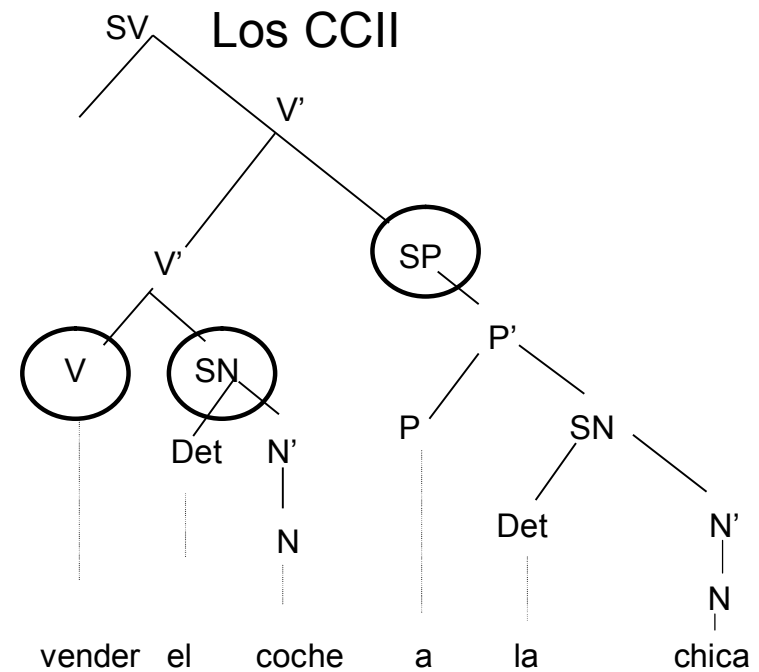 SV Los CCII
V’
SP
V’
P’
V SN
P SN
Det N’
Det N’
N
N
vender el coche a la chica